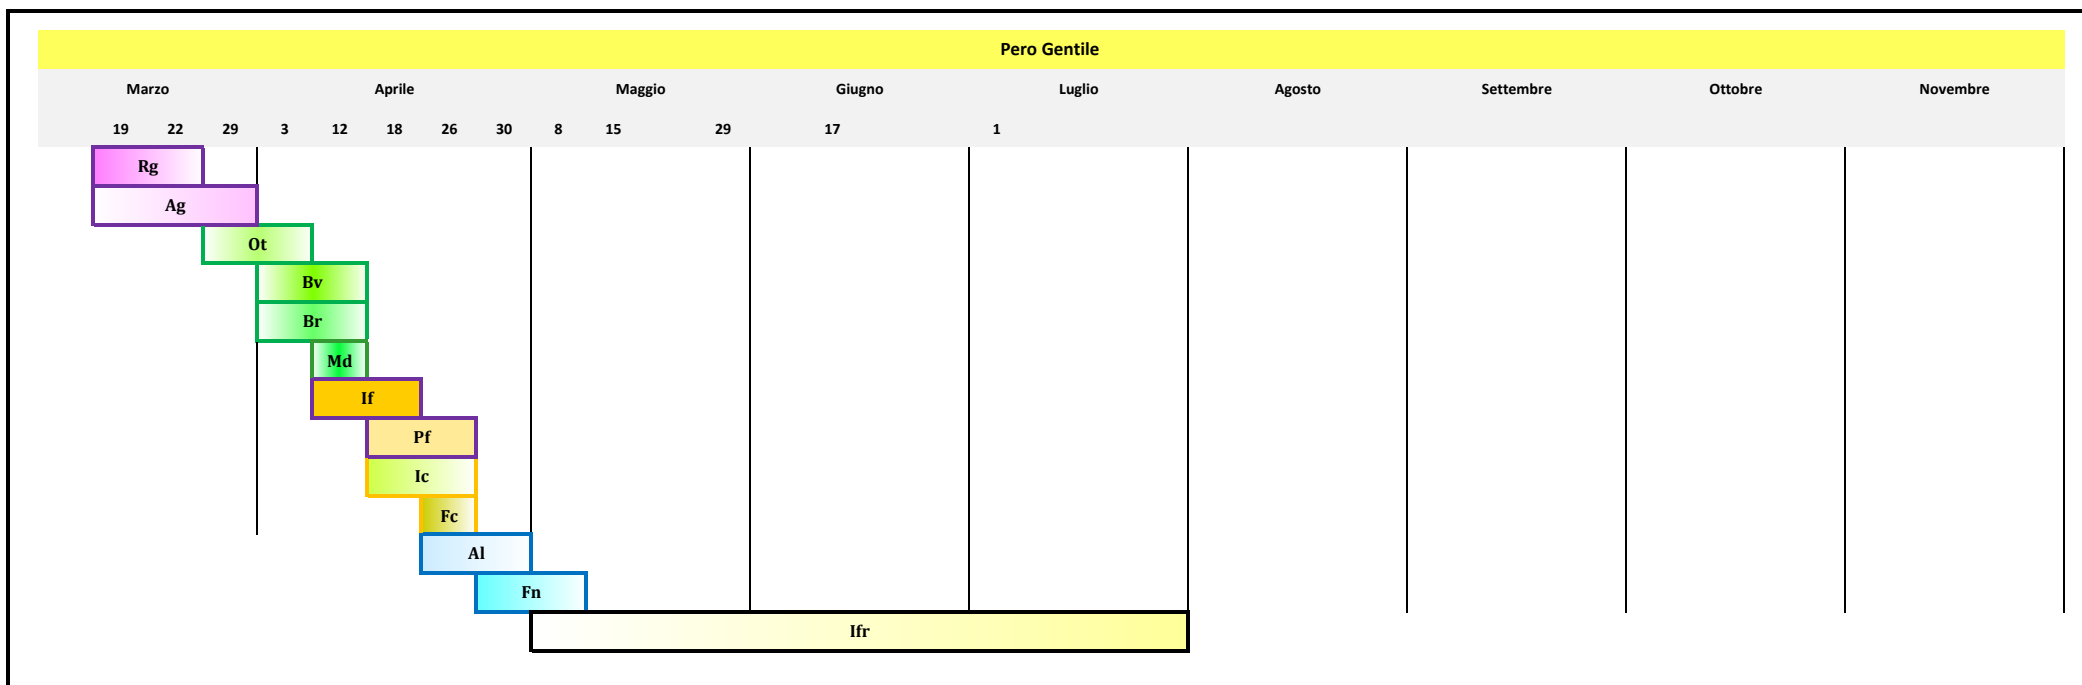 Pero Gentile
Marzo Aprile Maggio Giugno Luglio Agosto Settembre Ottobre Novembre
19 22 29 3 12 18 26 30 8 15 29 17 1
Rg
Ag
Ot
Bv
Br
Md
If
Pf
Ic
Fc
Al
Fn
Ifr